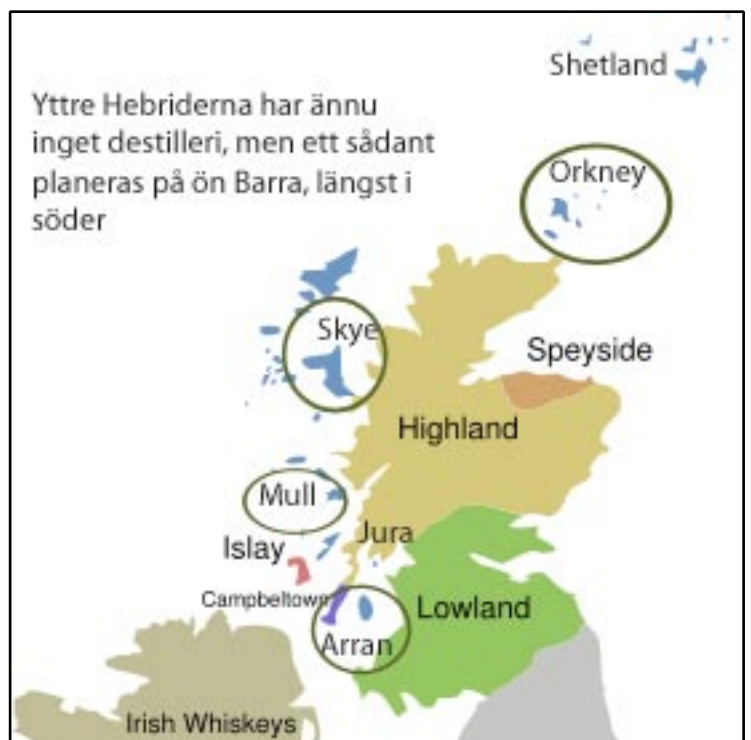 Shetland
Yttre Hebriderna har ännu
inget destilleri, men ett sådant
planeras på ön Barra, längst i
söder
Orkney
Skye
Speyside
Highland
Mull
Jura
Islay
Campbeltown
Lowland
Arran
Irish Whiskeys